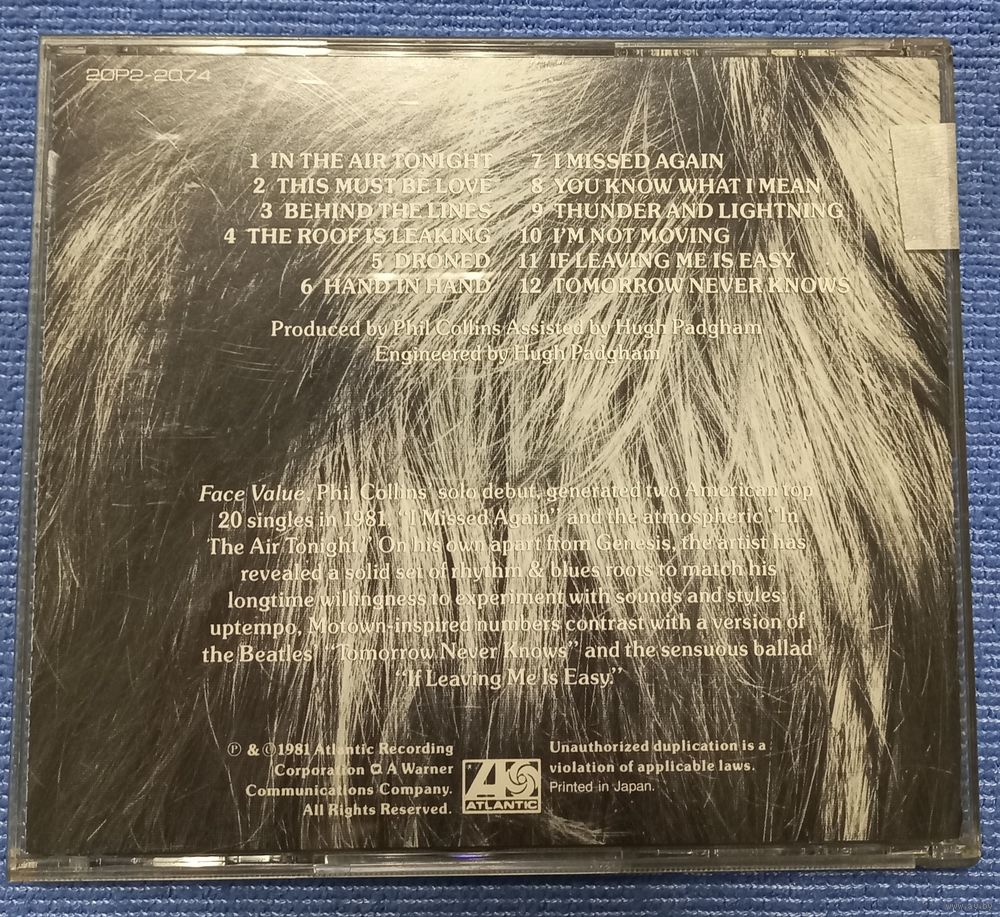 20P2-2074
1 IN THE AIR TONIGHT
2 THIS MUST BE LOVE
3 BEHIND THE LINES
4 THE ROOF IS LEAKING
5 DRONED
6 HAND IN HAND
7 I MISSED AGAIN
8 YOU KNOW WHAT I MEAN
9 THUNDER AND LIGHTNING
10 I'M NOT MOVING
11 IF LEAVING ME IS EASY
12 TOMORROW NEVER KNOWS
Produced by Phil Collins Assisted by Hugh Padgham
Engineered by Hugh Padgham
Face Value, Phil Collins' solo debut, generated two American top
20 singles in 1981, "I Missed Again" and the atmospheric "In
The Air Tonight." On his own apart from Genesis, the artist has
revealed a solid set of rhythm & blues roots to match his
longtime willingness to experiment with sounds and styles;
uptempo, Motown-inspired numbers contrast with a version of
the Beatles' "Tomorrow Never Knows" and the sensuous ballad
"If Leaving Me Is Easy."
℗ & ©1981 Atlantic Recording
Corporation A Warner
Communications Company.
All Rights Reserved.
ATLANTIC
Unauthorized duplication is a
violation of applicable laws.
Printed in Japan.
www.ay.by